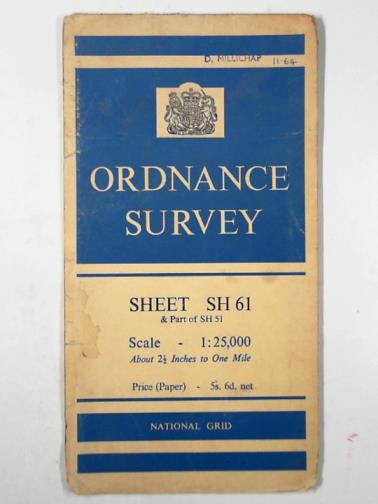 D. MILLICHAP 11-64
ORDNANCE
SURVEY
SHEET SH 61
& Part of SH 51
Scale - 1:25,000
About 2½ Inches to One Mile
Price (Paper) - 5s. 6d. net
NATIONAL GRID